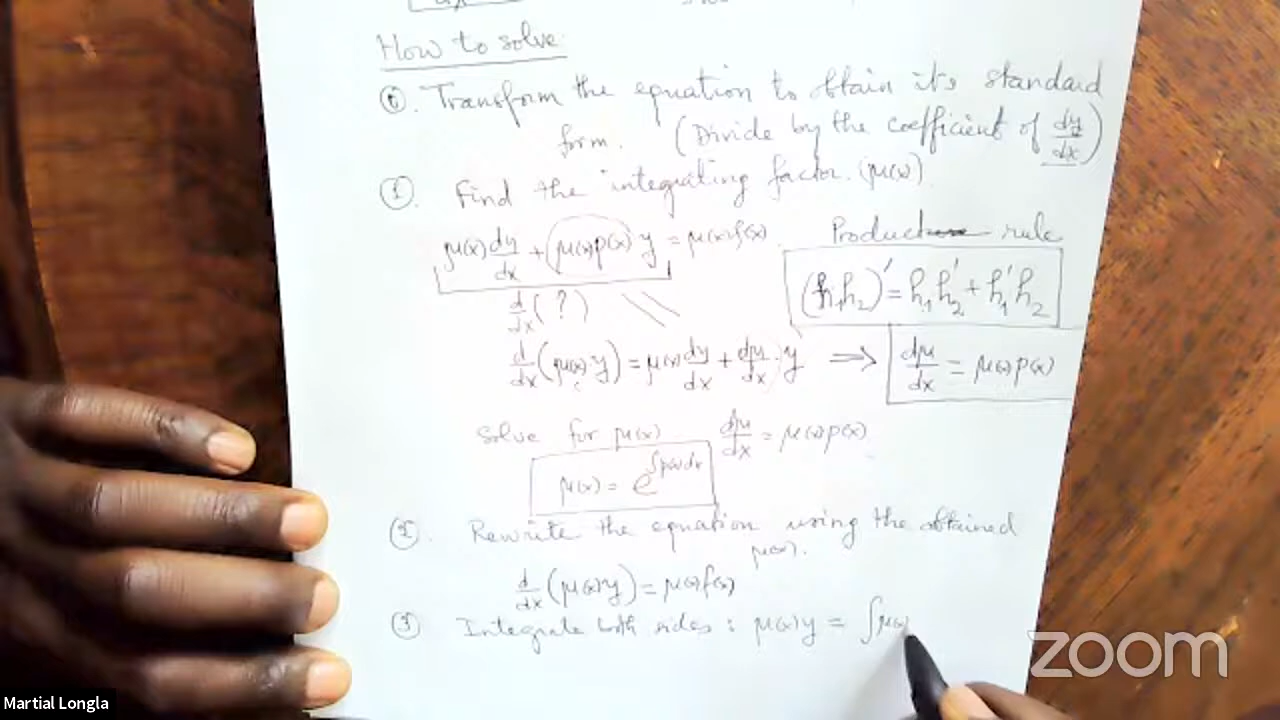 dx
How to solve:
⓪. Transform the equation to obtain its standard
form. (Divide by the coefficient of dy/dx)
①. Find the integrating factor. (μ(x))
μ(x) dy/dx + μ(x)p(x) y = μ(x)f(x)
Product rule
d/dx ( ? )
(h₁h₂)' = h₁h₂' + h₁'h₂
d/dx (μ(x) y) = μ(x) dy/dx + dμ/dx · y ⟹ dμ/dx = μ(x) p(x)
Solve for μ(x) dμ/dx = μ(x) p(x)
μ(x) = e^∫p(x)dx
②. Rewrite the equation using the obtained
μ(x).
d/dx (μ(x) y) = μ(x) f(x)
③ Integrate both sides : μ(x) y = ∫ μ(x)
zoom
Martial Longla